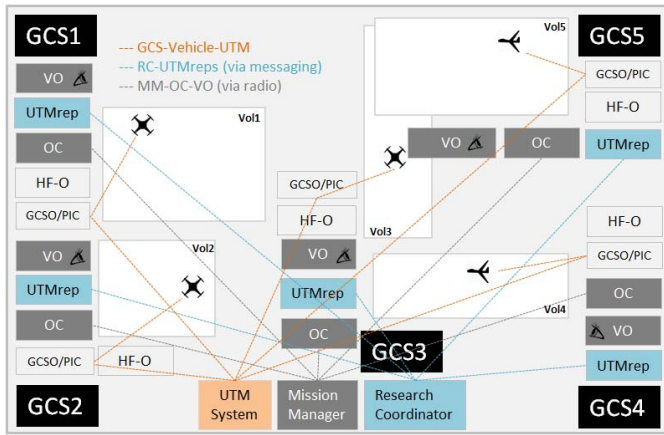 GCS1
--- GCS-Vehicle-UTM
--- RC-UTMreps (via messaging)
--- MM-OC-VO (via radio)
Vol5
GCS5
VO
UTMrep
OC
HF-O
GCSO/PIC
Vol1
GCSO/PIC
HF-O
UTMrep
VO
OC
Vol3
GCSO/PIC
HF-O
VO
UTMrep
OC
GCS3
VO
UTMrep
OC
GCSO/PIC
HF-O
Vol2
GCS2
HF-O
GCSO/PIC
OC
VO
UTMrep
Vol4
GCS4
UTM
System
Mission
Manager
Research
Coordinator